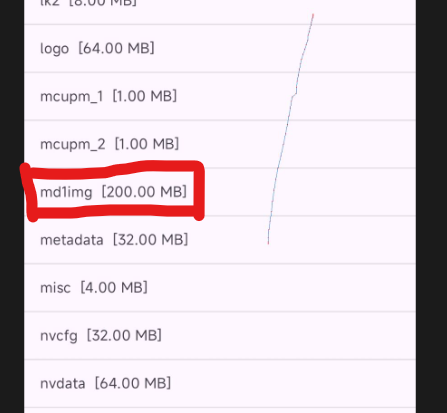 lk2 [8.00 MB]
logo [64.00 MB]
mcupm_1 [1.00 MB]
mcupm_2 [1.00 MB]
md1img [200.00 MB]
metadata [32.00 MB]
misc [4.00 MB]
nvcfg [32.00 MB]
nvdata [64.00 MB]